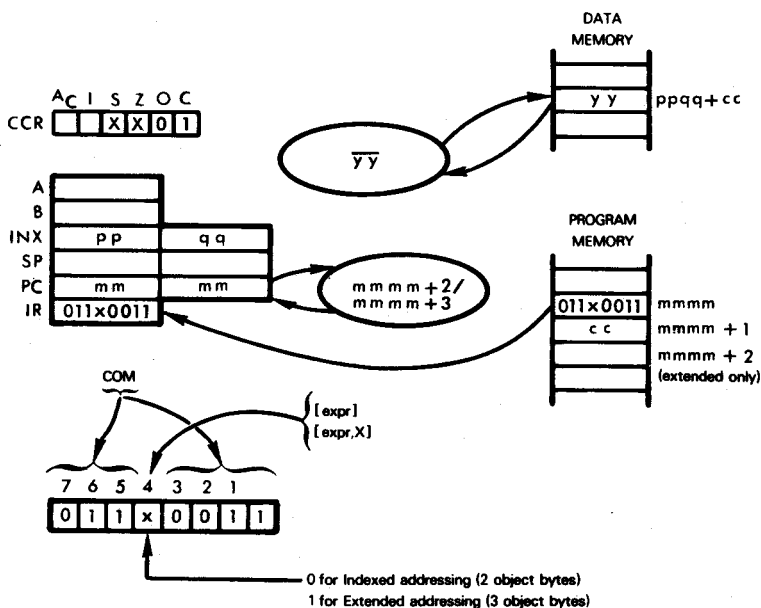 DATA
MEMORY
AC I S Z O C
CCR X X 0 1
y y ppqq+cc
yy
A
B
INX pp qq
SP
PC mm mm
IR 011x0011
mmmm+2/
mmmm+3
PROGRAM
MEMORY
011x0011 mmmm
cc mmmm + 1
mmmm + 2
(extended only)
COM
[expr]
[expr,X]
7 6 5 4 3 2 1
0 1 1 x 0 0 1 1
0 for Indexed addressing (2 object bytes)
1 for Extended addressing (3 object bytes)